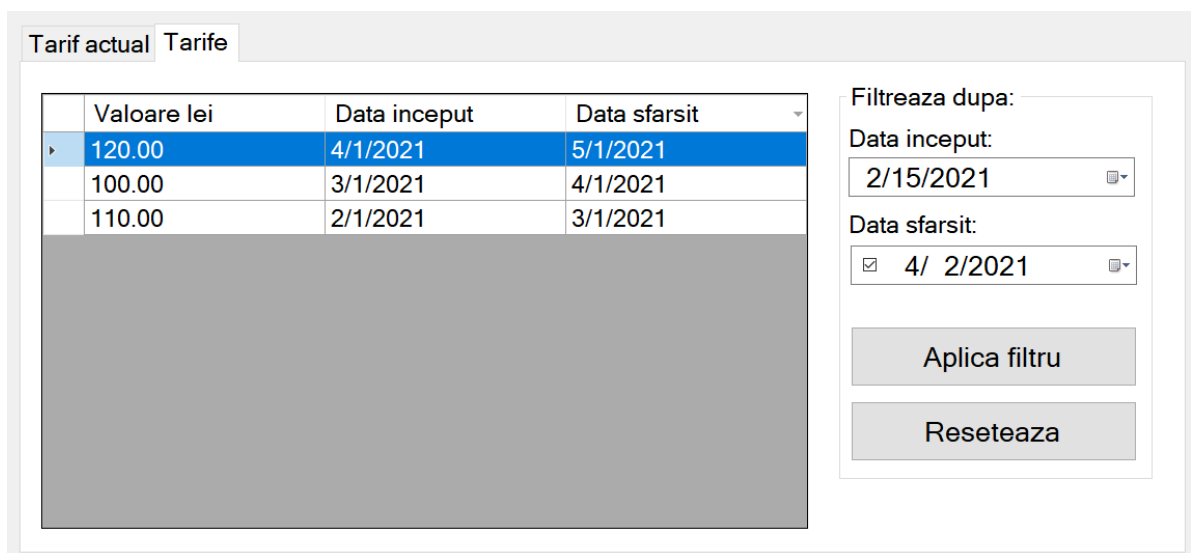 Tarif actual Tarife
Valoare lei Data inceput Data sfarsit
120.00 4/1/2021 5/1/2021
100.00 3/1/2021 4/1/2021
110.00 2/1/2021 3/1/2021
Filtreaza dupa:
Data inceput:
2/15/2021
Data sfarsit:
4/ 2/2021
Aplica filtru
Reseteaza